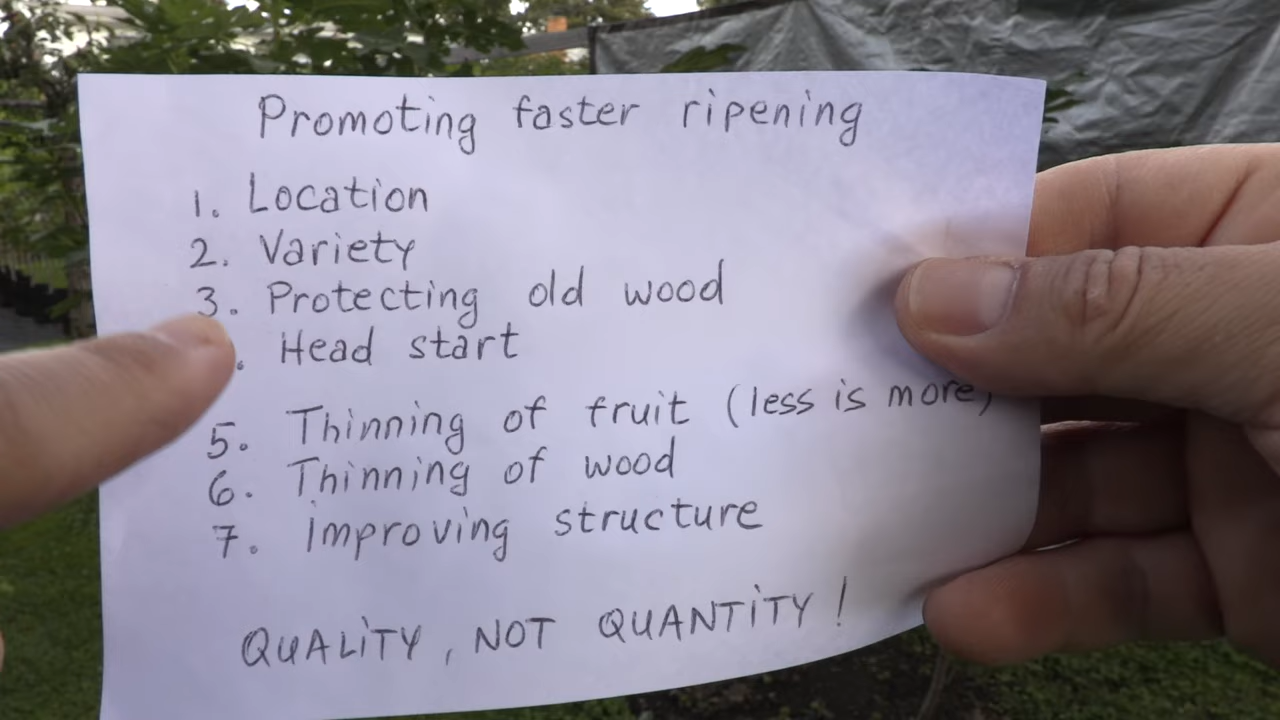 Promoting faster ripening
1. Location
2. Variety
3. Protecting old wood
. Head start
5. Thinning of fruit (less is more)
6. Thinning of wood
7. improving structure
QUALiTY, NOT QUANTiTY!